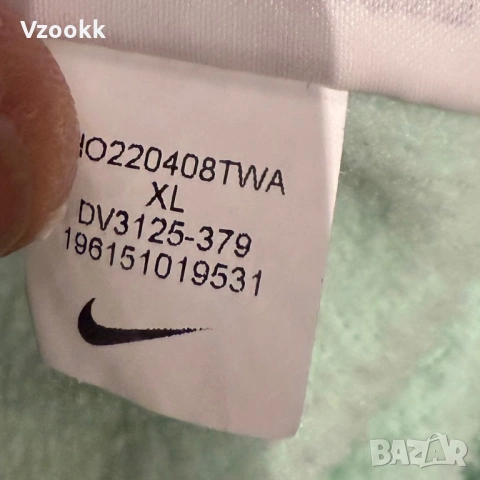 Vzookk
HO220408TWA
XL
DV3125-379
196151019531
BAZAR